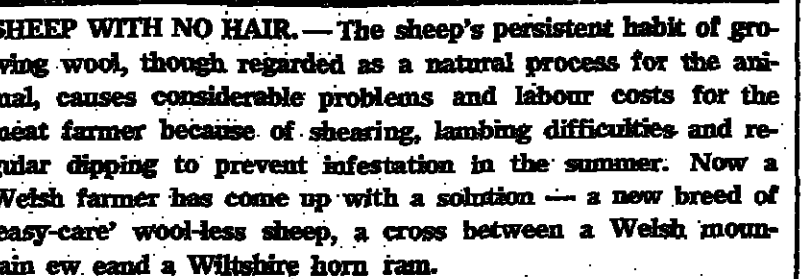 SHEEP WITH NO HAIR. — The sheep's persistent habit of gro-
wing wool, though regarded as a natural process for the ani-
mal, causes considerable problems and labour costs for the
meat farmer because of shearing, lambing difficulties and re-
gular dipping to prevent infestation in the summer. Now a
Welsh farmer has come up with a solution — a new breed of
'easy-care' wool-less sheep, a cross between a Welsh moun-
tain ew eand a Wiltshire horn ram.